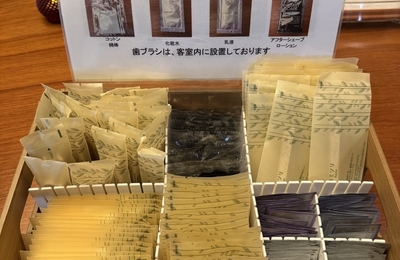 コットン
綿棒
化粧水
乳液
アフターシェーブ
ローション
歯ブラシは、客室内に設置しております